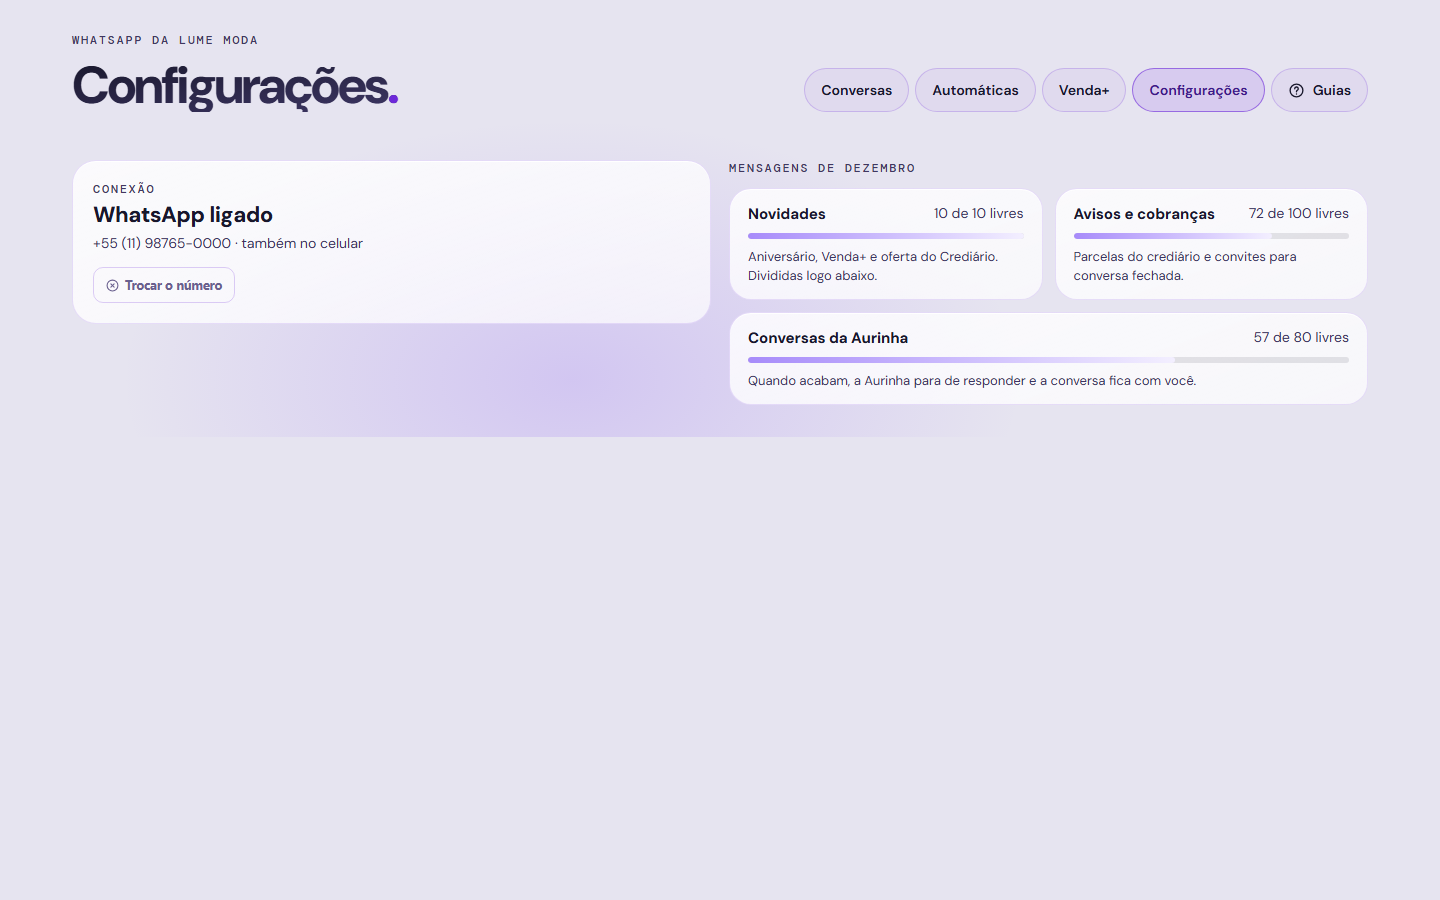 WHATSAPP DA LUME MODA
Configurações.
Conversas
Automáticas
Venda+
Configurações
Guias
CONEXÃO
WhatsApp ligado
+55 (11) 98765-0000 · também no celular
Trocar o número
MENSAGENS DE DEZEMBRO
Novidades
10 de 10 livres
Aniversário, Venda+ e oferta do Crediário.
Divididas logo abaixo.
Avisos e cobranças
72 de 100 livres
Parcelas do crediário e convites para
conversa fechada.
Conversas da Aurinha
57 de 80 livres
Quando acabam, a Aurinha para de responder e a conversa fica com você.